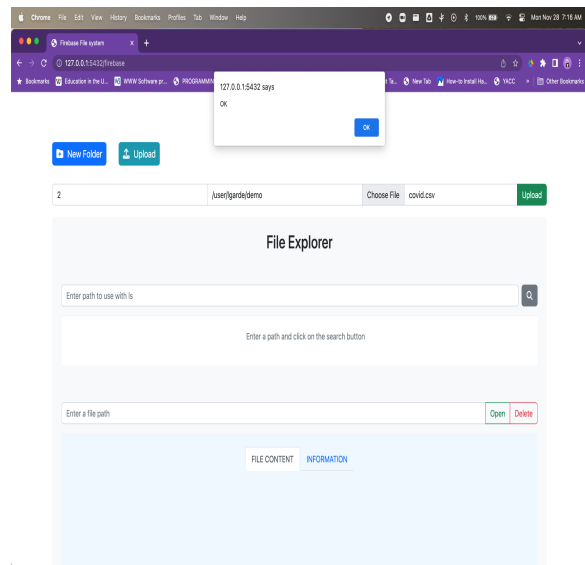 Chrome File Edit View History Bookmarks Profiles Tab Window Help 100% Mon Nov 28 7:16 AM
Firebase File system x +
127.0.0.1:5432/firebase
Bookmarks Education in the U... WWW Software pr... PROGRAMMIN t Ta... New Tab How-to Install Ha... YACC » Other Bookmarks
127.0.0.1:5432 says
OK
OK
New Folder Upload
2 /user/lgarde/demo Choose File covid.csv Upload
File Explorer
Enter path to use with ls
Enter a path and click on the search button
Enter a file path Open Delete
FILE CONTENT INFORMATION